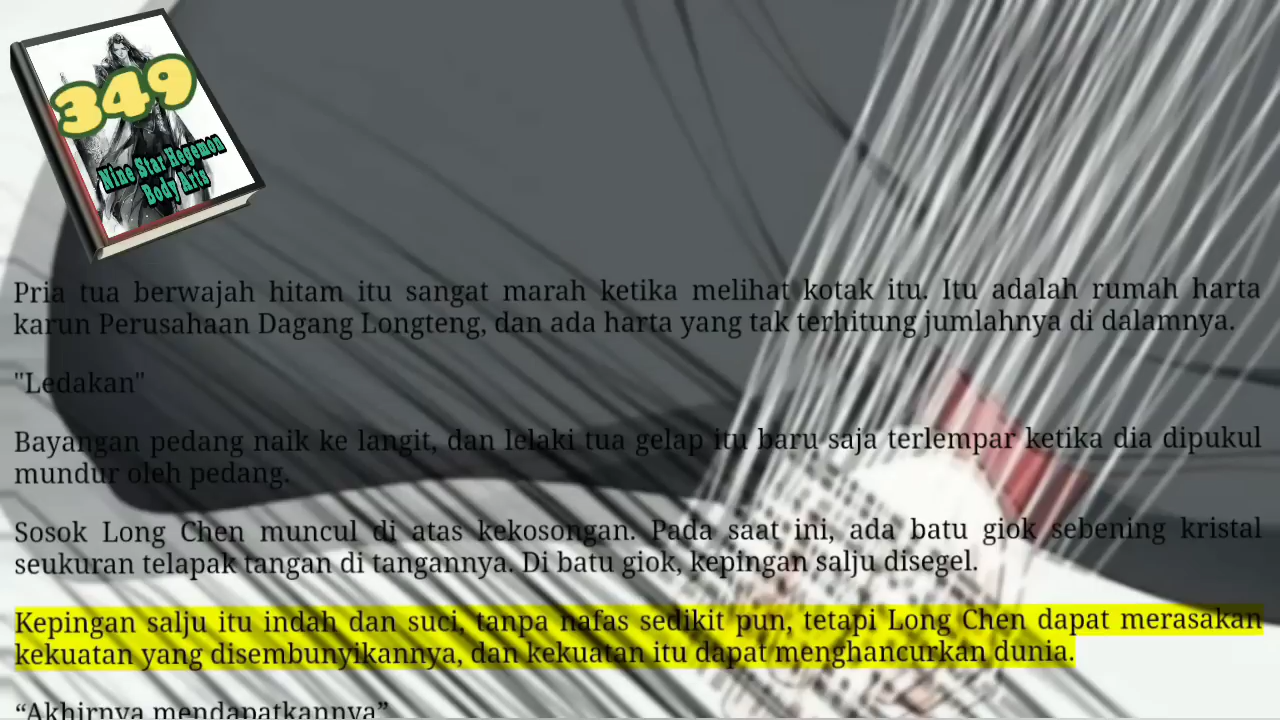 349
Nine Star Hegemon
Body Arts
Pria tua berwajah hitam itu sangat marah ketika melihat kotak itu. Itu adalah rumah harta
karun Perusahaan Dagang Longteng, dan ada harta yang tak terhitung jumlahnya di dalamnya.
"Ledakan"
Bayangan pedang naik ke langit, dan lelaki tua gelap itu baru saja terlempar ketika dia dipukul
mundur oleh pedang.
Sosok Long Chen muncul di atas kekosongan. Pada saat ini, ada batu giok sebening kristal
seukuran telapak tangan di tangannya. Di batu giok, kepingan salju disegel.
Kepingan salju itu indah dan suci, tanpa nafas sedikit pun, tetapi Long Chen dapat merasakan
kekuatan yang disembunyikannya, dan kekuatan itu dapat menghancurkan dunia.
“Akhirnya mendapatkannya”